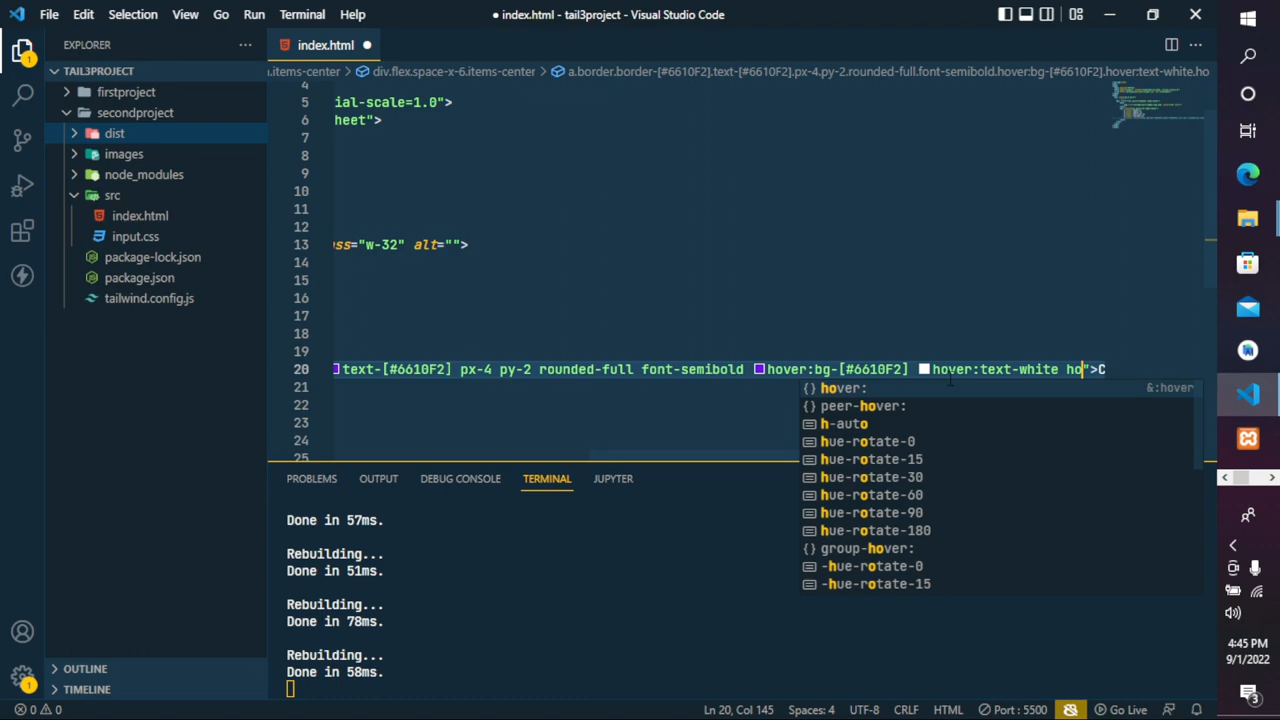 File Edit Selection View Go Run Terminal Help
● index.html - tail3project - Visual Studio Code
EXPLORER
index.html
TAIL3PROJECT
firstproject
secondproject
dist
images
node_modules
src
index.html
input.css
package-lock.json
package.json
tailwind.config.js
OUTLINE
TIMELINE
1
1
.items-center > div.flex.space-x-6.items-center > a.border.border-[#6610F2].text-[#6610F2].px-4.py-2.rounded-full.font-semibold.hover:bg-[#6610F2].hover:text-white.ho
4
5 ial-scale=1.0">
6 heet">
7
8
9
10
11
12
13 ss="w-32" alt="">
14
15
16
17
18
19
20 text-[#6610F2] px-4 py-2 rounded-full font-semibold hover:bg-[#6610F2] hover:text-white ho">C
21
22
23
24
25
{} hover: &:hover
{} peer-hover:
h-auto
hue-rotate-0
hue-rotate-15
hue-rotate-30
hue-rotate-60
hue-rotate-90
hue-rotate-180
{} group-hover:
-hue-rotate-0
-hue-rotate-15
PROBLEMS OUTPUT DEBUG CONSOLE TERMINAL JUPYTER
Done in 57ms.
Rebuilding...
Done in 51ms.
Rebuilding...
Done in 78ms.
Rebuilding...
Done in 58ms.
0 0
Ln 20, Col 145 Spaces: 4 UTF-8 CRLF HTML Port : 5500 Go Live
4:45 PM
9/1/2022
3